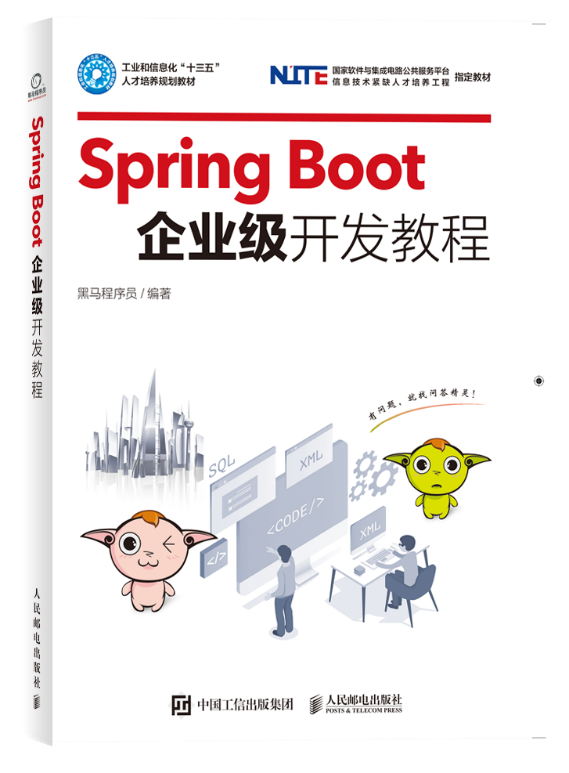 工业和信息化“十三五”
人才培养规划教材
NITE
国家软件与集成电路公共服务平台
信息技术紧缺人才培养工程
指定教材
Spring Boot
企业级开发教程
黑马程序员 / 编著
有问题，就找问答精灵！
SQL
XML
<CODE/>
</>
XML
中国工信出版集团
人民邮电出版社
POSTS & TELECOM PRESS
黑马程序员
Spring Boot 企业级开发教程
人民邮电出版社